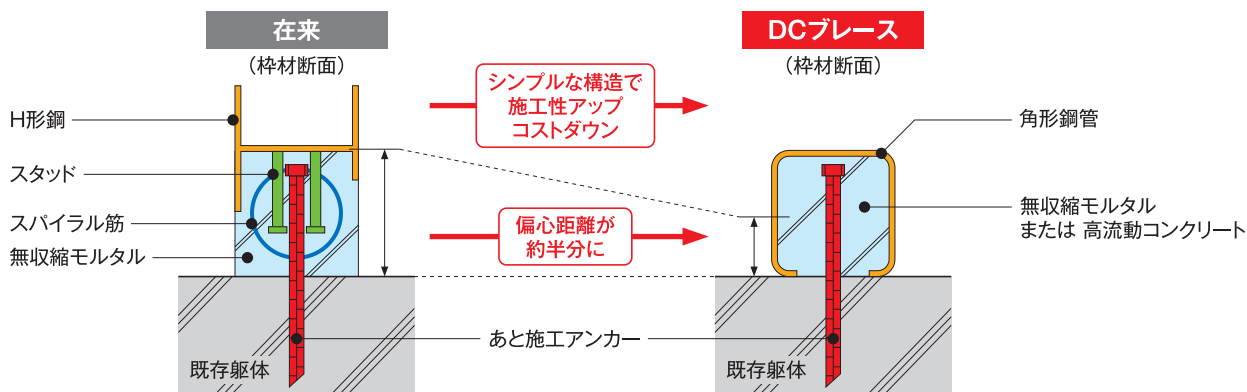 在来
（枠材断面）
H形鋼
スタッド
スパイラル筋
無収縮モルタル
既存躯体
シンプルな構造で
施工性アップ
コストダウン
偏心距離が
約半分に
あと施工アンカー
DCブレース
（枠材断面）
角形鋼管
無収縮モルタル
または 高流動コンクリート
既存躯体